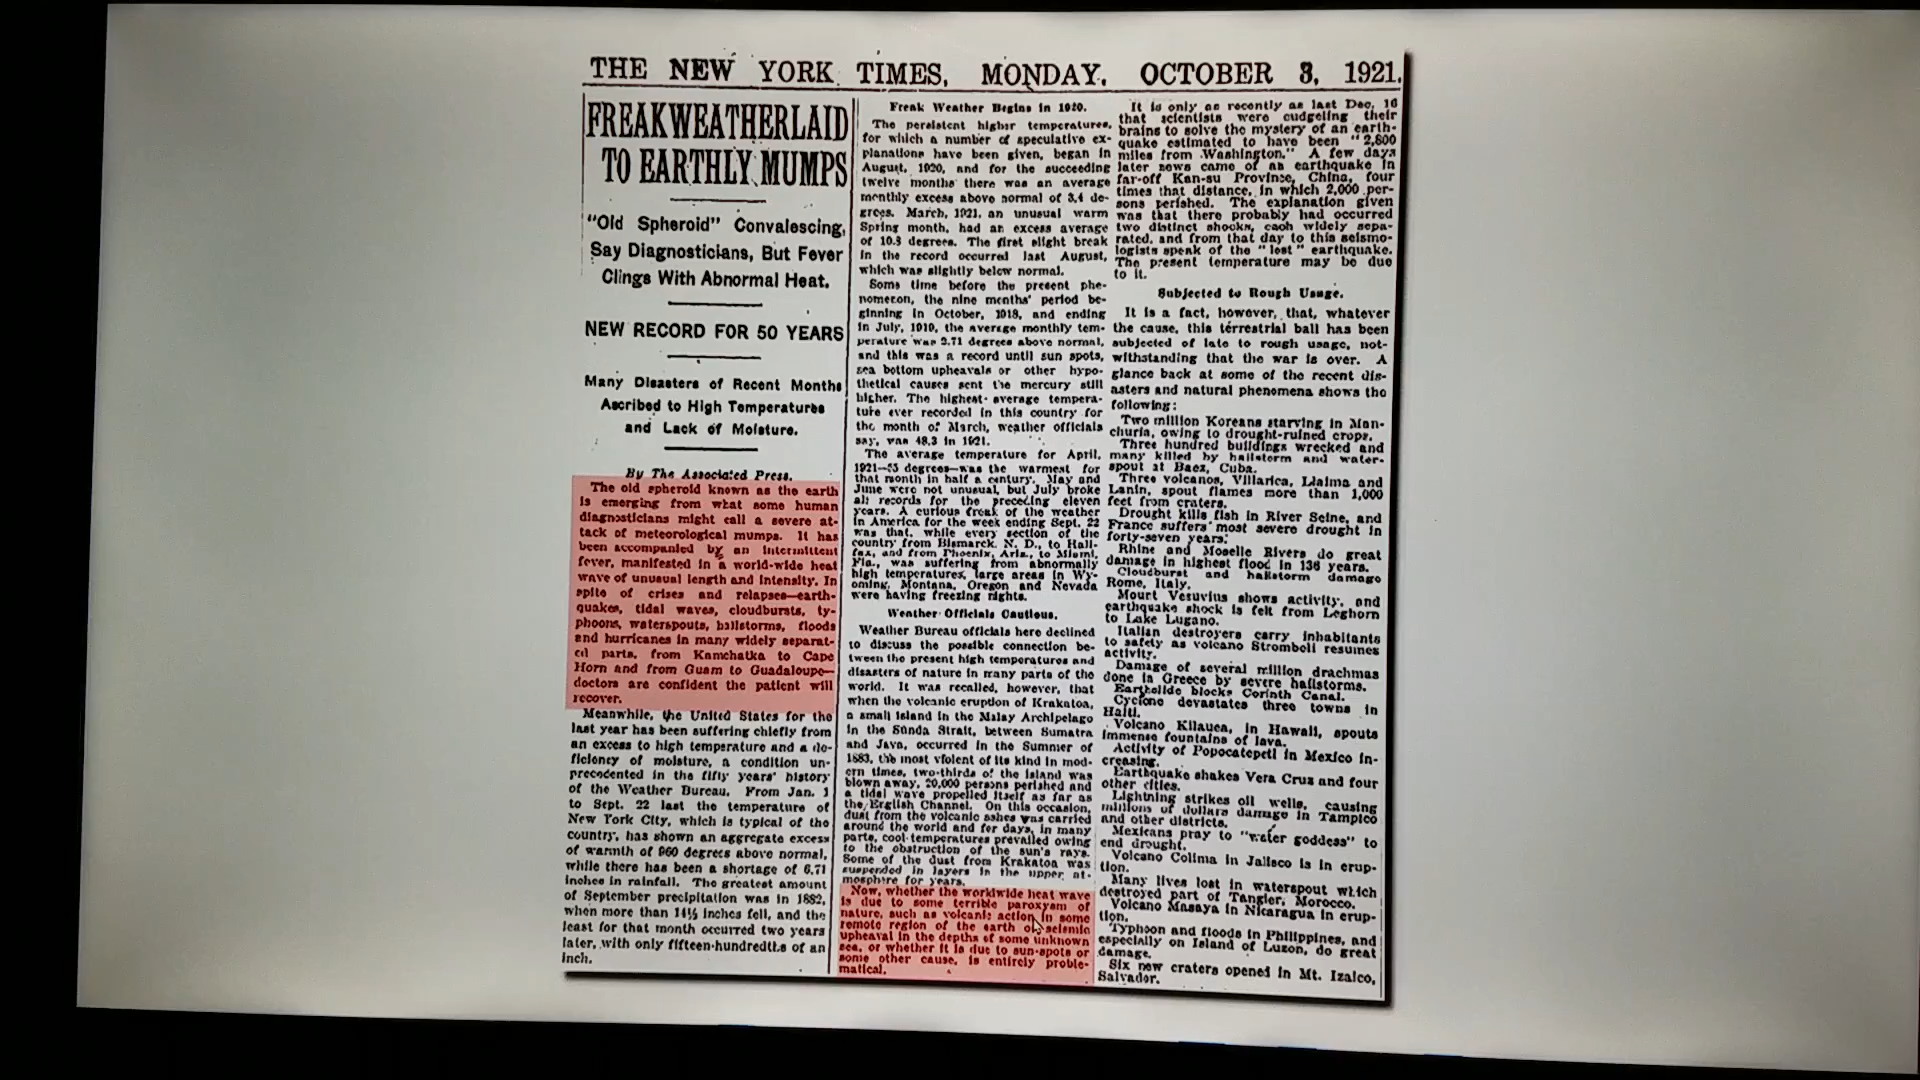 THE NEW YORK TIMES, MONDAY, OCTOBER 3, 1921.
FREAK WEATHER LAID
TO EARTHLY MUMPS
"Old Spheroid" Convalescing,
Say Diagnosticians, But Fever
Clings With Abnormal Heat.
NEW RECORD FOR 50 YEARS
Many Disasters of Recent Months
Ascribed to High Temperatures
and Lack of Moisture.
By The Associated Press.
The old spheroid known as the earth
is emerging from what some human
diagnosticians might call a severe at-
tack of meteorological mumps. It has
been accompanied by an intermittent
fever, manifested in a world-wide heat
wave of unusual length and intensity. In
spite of crises and relapses—earth-
quakes, tidal waves, cloudbursts, ty-
phoons, waterspouts, hailstorms, floods
and hurricanes in many widely separat-
ed parts, from Kamchatka to Cape
Horn and from Guam to Guadaloupe—
doctors are confident the patient will
recover.
Meanwhile, the United States for the
last year has been suffering chiefly from
an excess to high temperature and a de-
ficiency of moisture, a condition un-
precedented in the fifty years' history
of the Weather Bureau. From Jan. 1
to Sept. 22 last the temperature of
New York City, which is typical of the
country, has shown an aggregate excess
of warmth of 960 degrees above normal,
while there has been a shortage of 6.71
inches in rainfall. The greatest amount
of September precipitation was in 1882,
when more than 14½ inches fell, and the
least for that month occurred two years
later, with only fifteen-hundredths of an
inch.
Freak Weather Begins in 1920.
The persistent higher temperatures,
for which a number of speculative ex-
planations have been given, began in
August, 1920, and for the succeeding
twelve months there was an average
monthly excess above normal of 3.4 de-
grees. March, 1921, an unusual warm
Spring month, had an excess average
of 10.3 degrees. The first slight break
in the record occurred last August,
which was slightly below normal.
Some time before the present phe-
nomenon, the nine months' period be-
ginning in October, 1918, and ending
in July, 1919, the average monthly tem-
perature was 2.71 degrees above normal,
and this was a record until sun spots,
sea bottom upheavals or other hypo-
thetical causes sent the mercury still
higher. The highest average tempera-
ture ever recorded in this country for
the month of March, weather officials
say, was 48.3 in 1921.
The average temperature for April,
1921—53 degrees—was the warmest for
that month in half a century. May and
June were not unusual, but July broke
all records for the preceding eleven
years. A curious freak of the weather
in America for the week ending Sept. 22
was that, while every section of the
country from Bismarck, N. D., to Hali-
fax, and from Phoenix, Ariz., to Miami,
Fla., was suffering from abnormally
high temperatures, large areas in Wy-
oming, Montana, Oregon and Nevada
were having freezing nights.
Weather Officials Cautious.
Weather Bureau officials here declined
to discuss the possible connection be-
tween the present high temperatures and
disasters of nature in many parts of the
world. It was recalled, however, that
when the volcanic eruption of Krakatoa,
a small island in the Malay Archipelago
in the Sunda Strait, between Sumatra
and Java, occurred in the Summer of
1883, the most violent of its kind in mod-
ern times, two-thirds of the island was
blown away, 20,000 persons perished and
a tidal wave propelled itself as far as
the English Channel. On this occasion,
dust from the volcanic ashes was carried
around the world and for days, in many
parts, cool temperatures prevailed owing
to the obstruction of the sun's rays.
Some of the dust from Krakatoa was
suspended in layers in the upper at-
mosphere for years.
Now, whether the worldwide heat wave
is due to some terrible paroxysm of
nature, such as volcanic action in some
remote region of the earth or seismic
upheaval in the depths of some unknown
sea, or whether it is due to sun-spots or
some other cause, is entirely proble-
matical.
It is only as recently as last Dec. 16
that scientists were cudgeling their
brains to solve the mystery of an earth-
quake estimated to have been "2,800
miles from Washington." A few days
later news came of an earthquake in
far-off Kan-su Province, China, four
times that distance, in which 2,000 per-
sons perished. The explanation given
was that there probably had occurred
two distinct shocks, each widely sepa-
rated, and from that day to this seismo-
logists speak of the "lost" earthquake.
The present temperature may be due
to it.
Subjected to Rough Usage.
It is a fact, however, that, whatever
the cause, this terrestrial ball has been
subjected of late to rough usage, not-
withstanding that the war is over. A
glance back at some of the recent dis-
asters and natural phenomena shows the
following:
Two million Koreans starving in Man-
churia, owing to drought-ruined crops.
Three hundred buildings wrecked and
many killed by hailstorm and water-
spout at Baez, Cuba.
Three volcanos, Villarica, Llaima and
Lanin, spout flames more than 1,000
feet from craters.
Drought kills fish in River Seine, and
France suffers most severe drought in
forty-seven years.
Rhine and Moselle Rivers do great
damage in highest flood in 136 years.
Cloudburst and hailstorm damage
Rome, Italy.
Mount Vesuvius shows activity, and
earthquake shock is felt from Leghorn
to Lake Lugano.
Italian destroyers carry inhabitants
to safety as volcano Stromboli resumes
activity.
Damage of several million drachmas
done in Greece by severe hailstorms.
Earthslide blocks Corinth Canal.
Cyclone devastates three towns in
Haiti.
Volcano Kilauea, in Hawaii, spouts
immense fountains of lava.
Activity of Popocatepetl in Mexico in-
creasing.
Earthquake shakes Vera Cruz and four
other cities.
Lightning strikes oil wells, causing
millions of dollars damage in Tampico
and other districts.
Mexicans pray to "water goddess" to
end drought.
Volcano Colima in Jalisco is in erup-
tion.
Many lives lost in waterspout which
destroyed part of Tangier, Morocco.
Volcano Masaya in Nicaragua in erup-
tion.
Typhoon and floods in Philippines, and
especially on Island of Luzon, do great
damage.
Six new craters opened in Mt. Izalco,
Salvador.